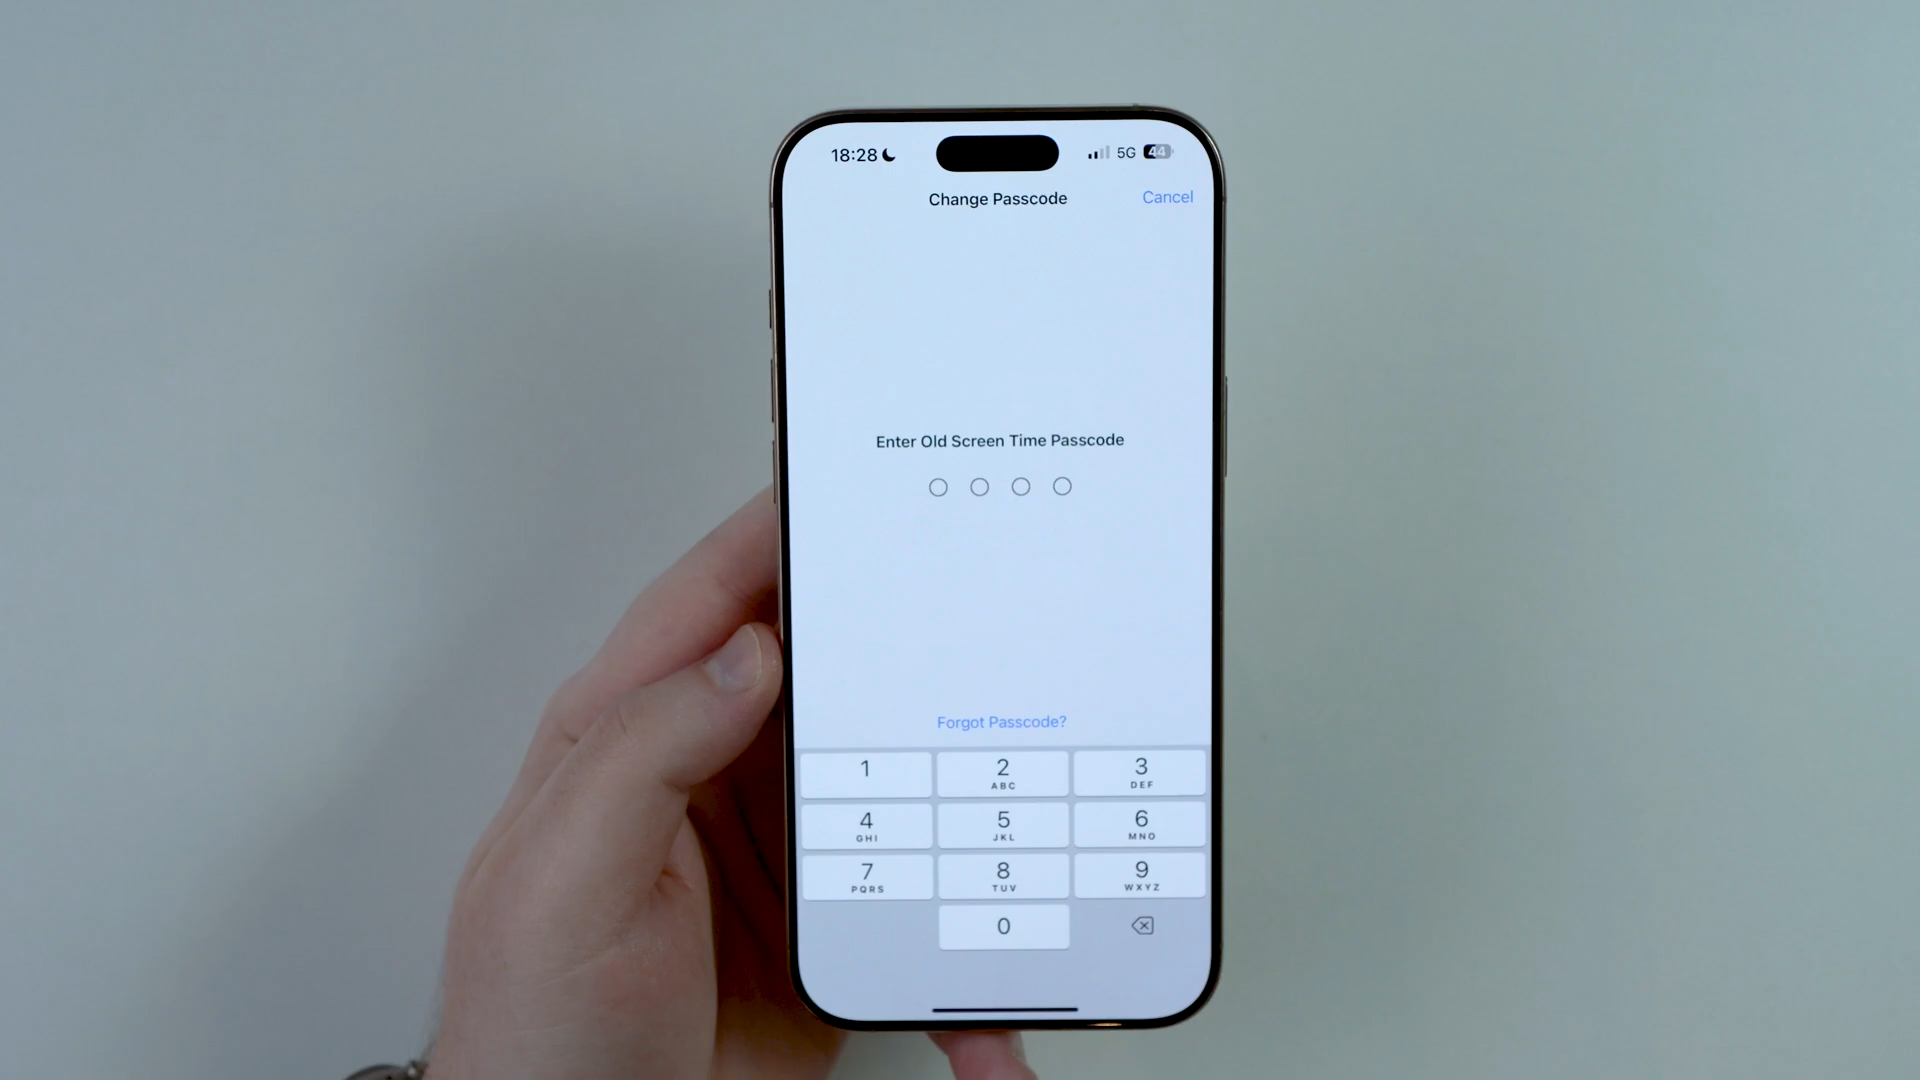 18:28 5G 44
Change Passcode Cancel
Enter Old Screen Time Passcode
Forgot Passcode?
1 2 3
ABC DEF
4 5 6
GHI JKL MNO
7 8 9
PQRS TUV WXYZ
0